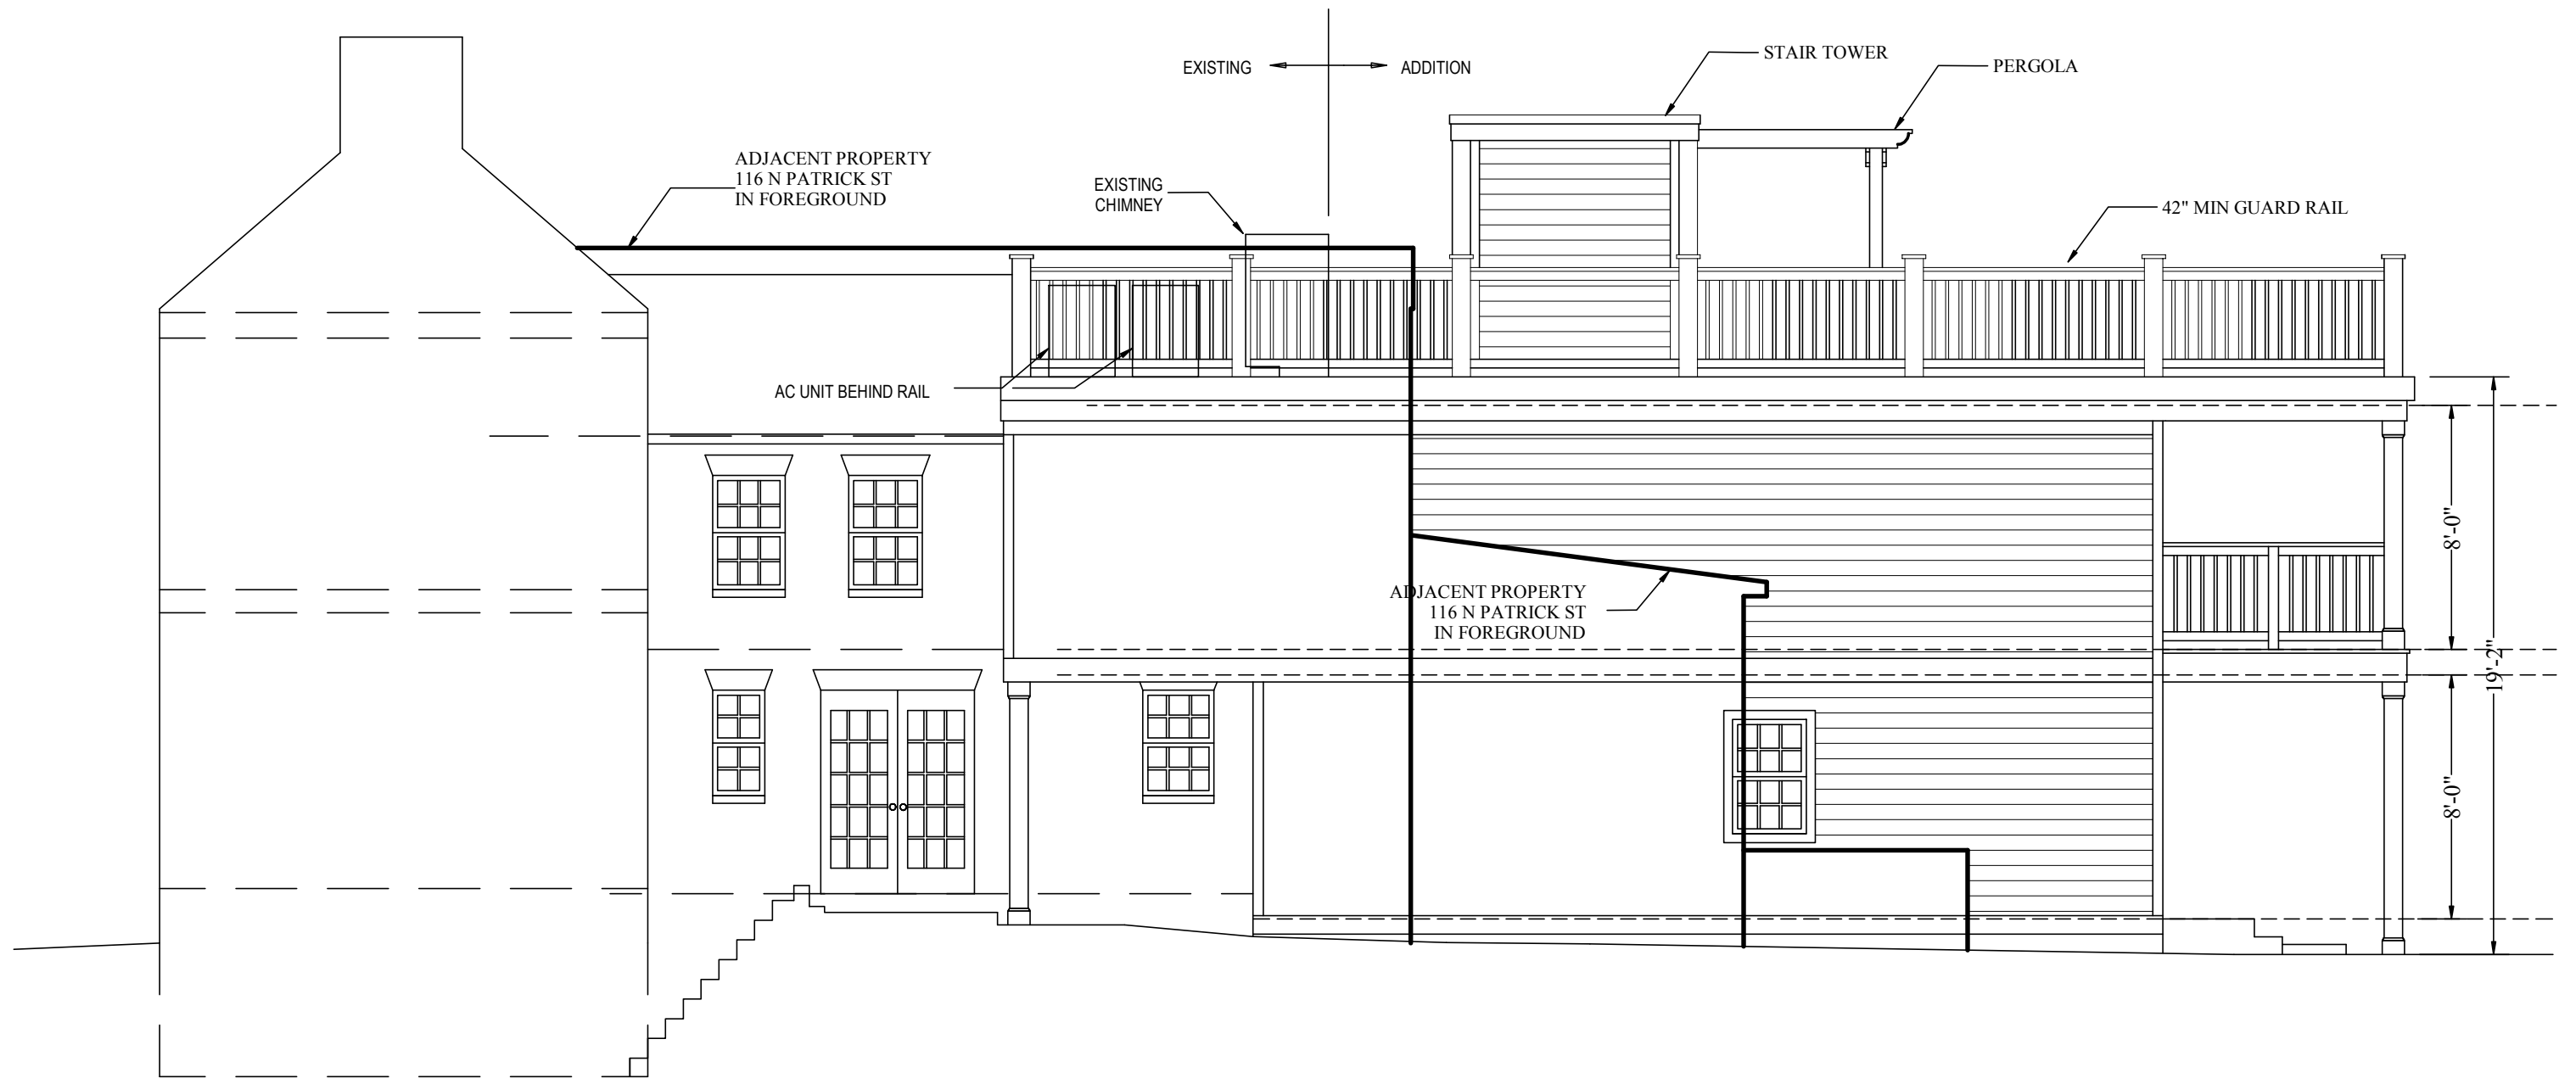 STAIR TOWER
EXISTING
ADDITION
PERGOLA
ADJACENT PROPERTY
116 N PATRICK ST
IN FOREGROUND
EXISTING
CHIMNEY
42" MIN GUARD RAIL
AC UNIT BEHIND RAIL
8'-0"
ADJACENT PROPERTY
116 N PATRICK ST
IN FOREGROUND
19'-2"
8'-0"